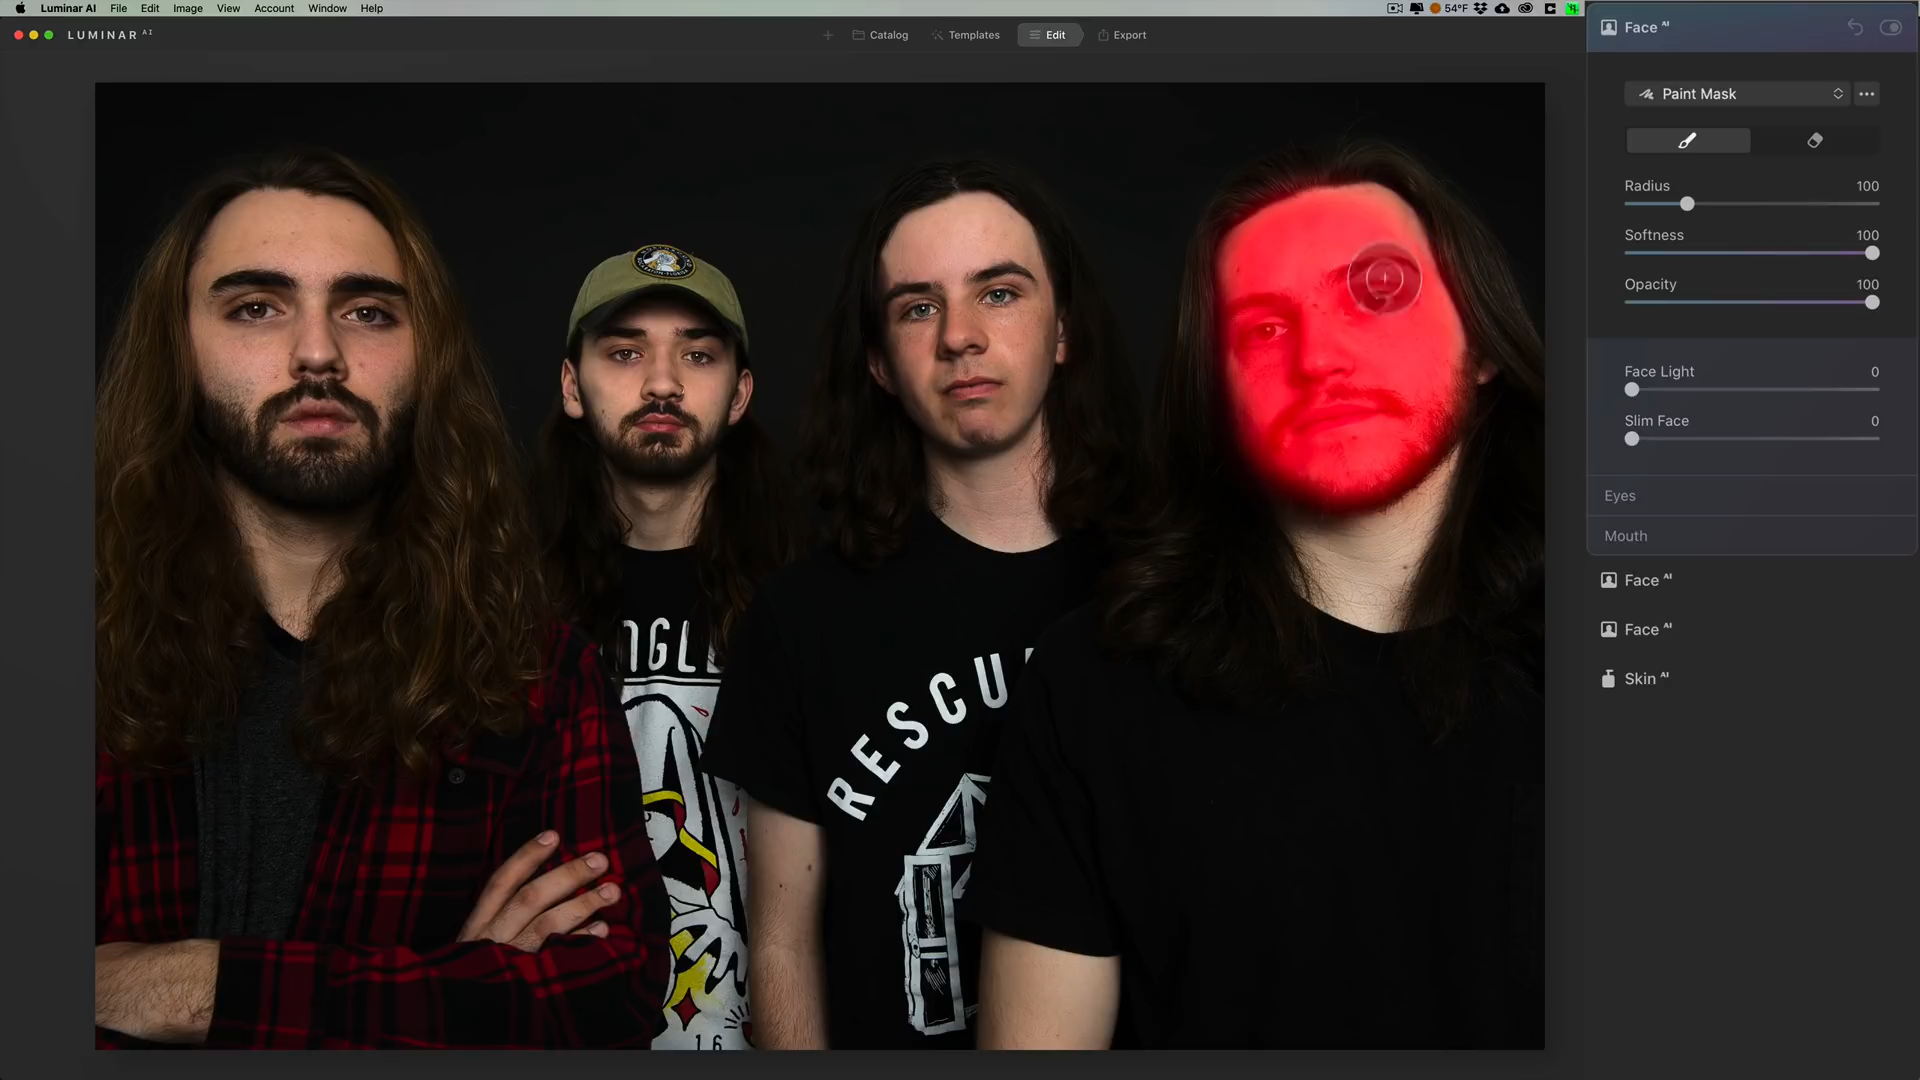 Luminar AI File Edit Image View Account Window Help 54°F
LUMINAR AI
Catalog Templates Edit Export
Face AI
Paint Mask
Radius 100
Softness 100
Opacity 100
Face Light 0
Slim Face 0
Eyes
Mouth
Face AI
Face AI
Skin AI
NGL
RESCU
16